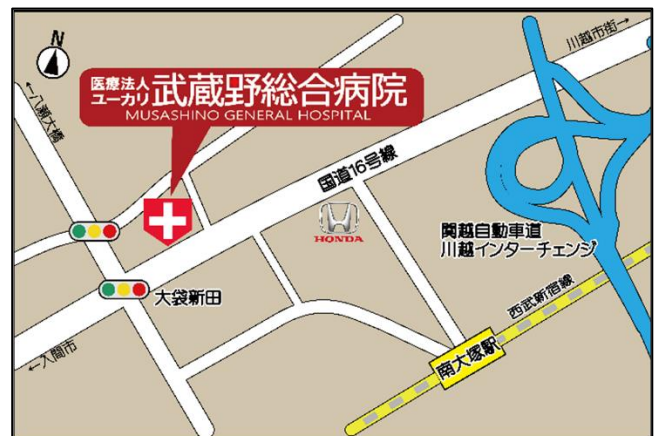 N
川越市街→
←八瀬大橋
医療法人
ユーカリ
武蔵野総合病院
MUSASHINO GENERAL HOSPITAL
国道16号線
HONDA
関越自動車道
川越インターチェンジ
大袋新田
西武新宿線
←入間市
南大塚駅